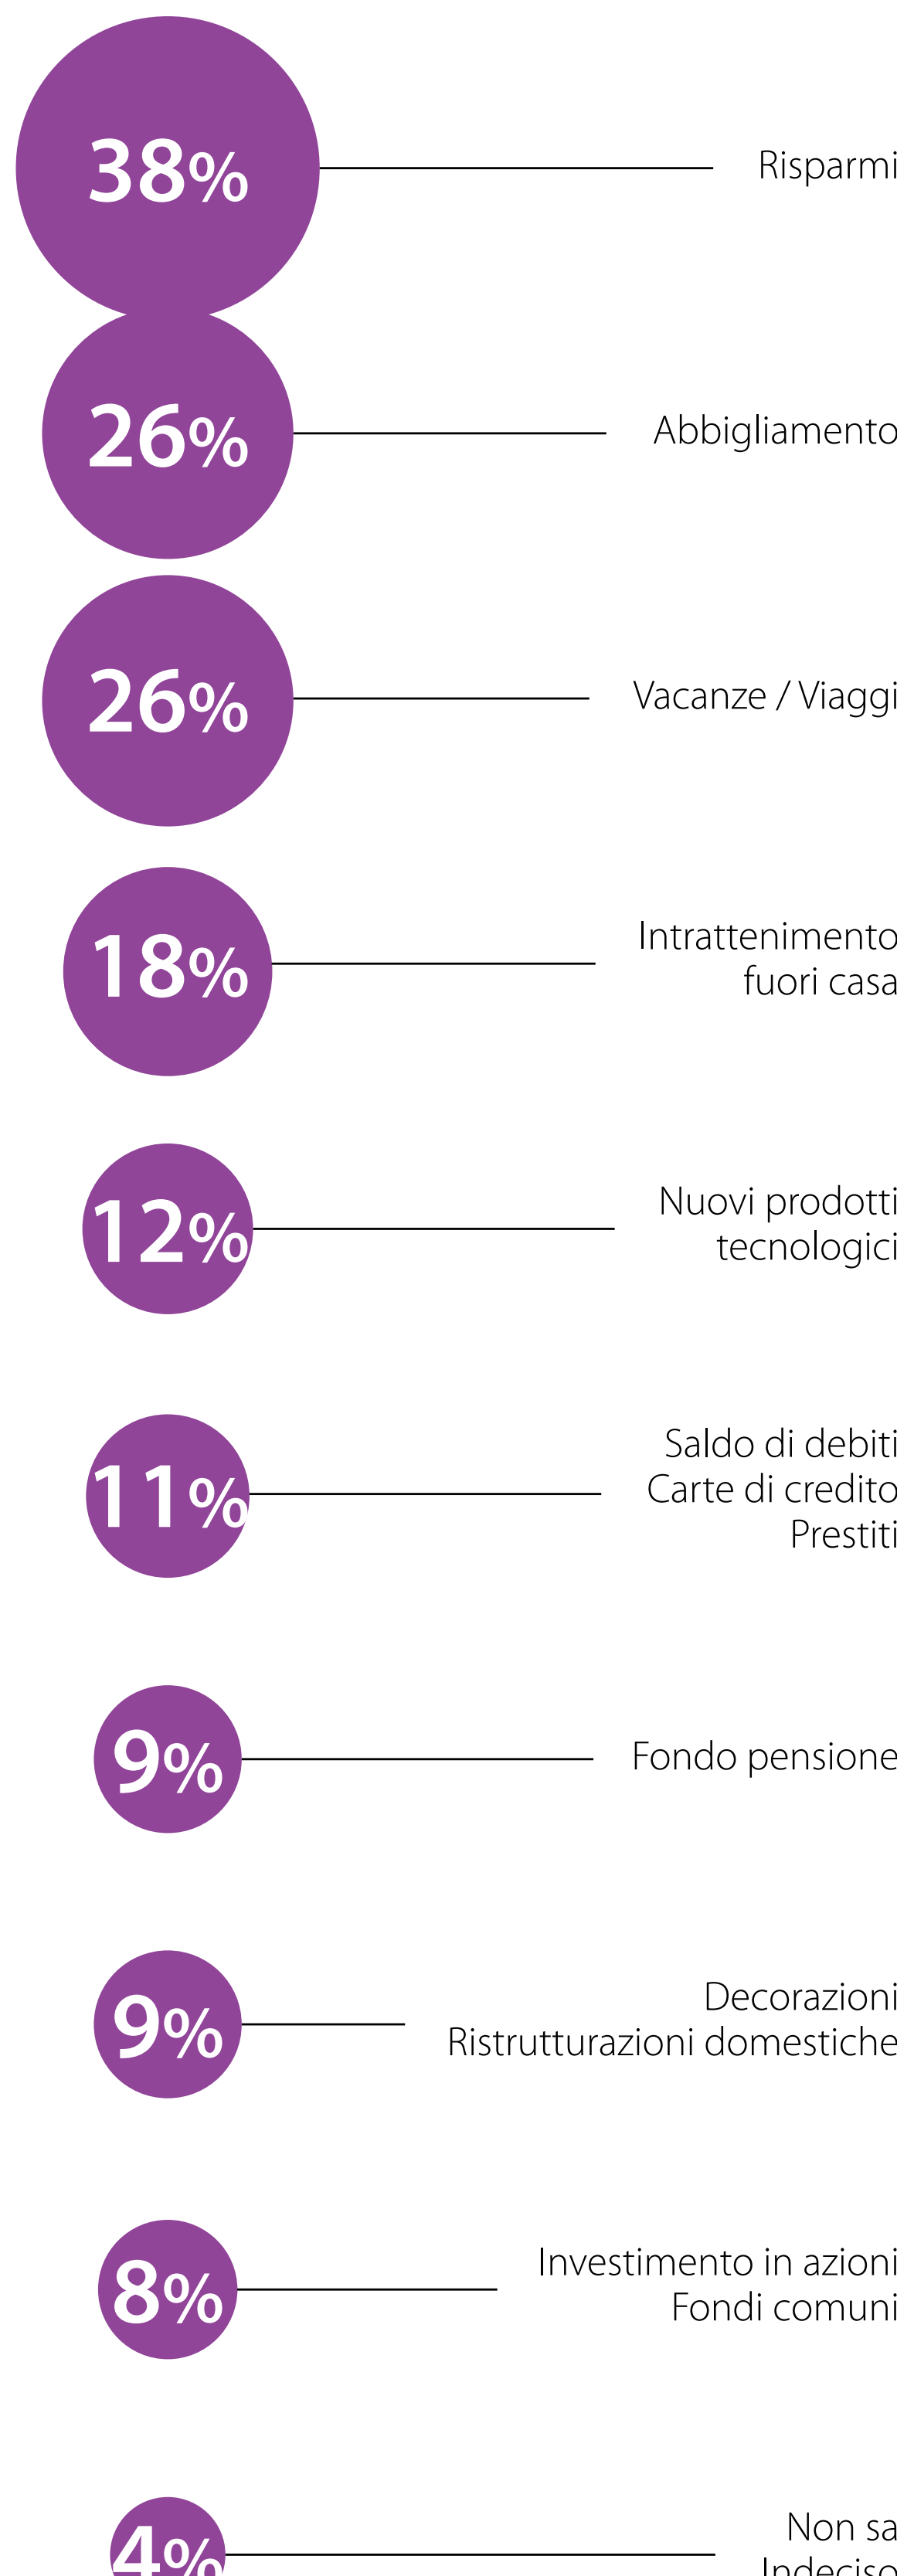 38%
Risparmi
26%
Abbigliamento
26%
Vacanze / Viaggi
18%
Intrattenimento
fuori casa
12%
Nuovi prodotti
tecnologici
11%
Saldo di debiti
Carte di credito
Prestiti
9%
Fondo pensione
9%
Decorazioni
Ristrutturazioni domestiche
8%
Investimento in azioni
Fondi comuni
4%
Non sa
Indeciso